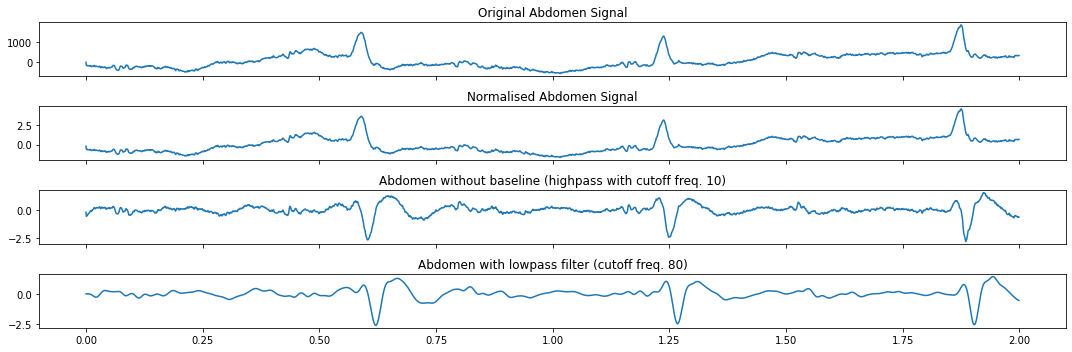 Original Abdomen Signal
1000
0
Normalised Abdomen Signal
2.5
0.0
Abdomen without baseline (highpass with cutoff freq. 10)
0.0
−2.5
Abdomen with lowpass filter (cutoff freq. 80)
0.0
−2.5
0.00 0.25 0.50 0.75 1.00 1.25 1.50 1.75 2.00